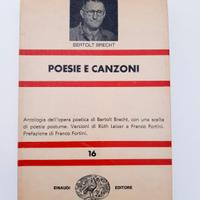 BERTOLT BRECHT
POESIE E CANZONI
Antologia dell'opera poetica di Bertolt Brecht, con una scelta
di poesie postume. Versioni di Ruth Leiser e Franco Fortini.
Prefazione di Franco Fortini.
16
EINAUDI
EDITORE